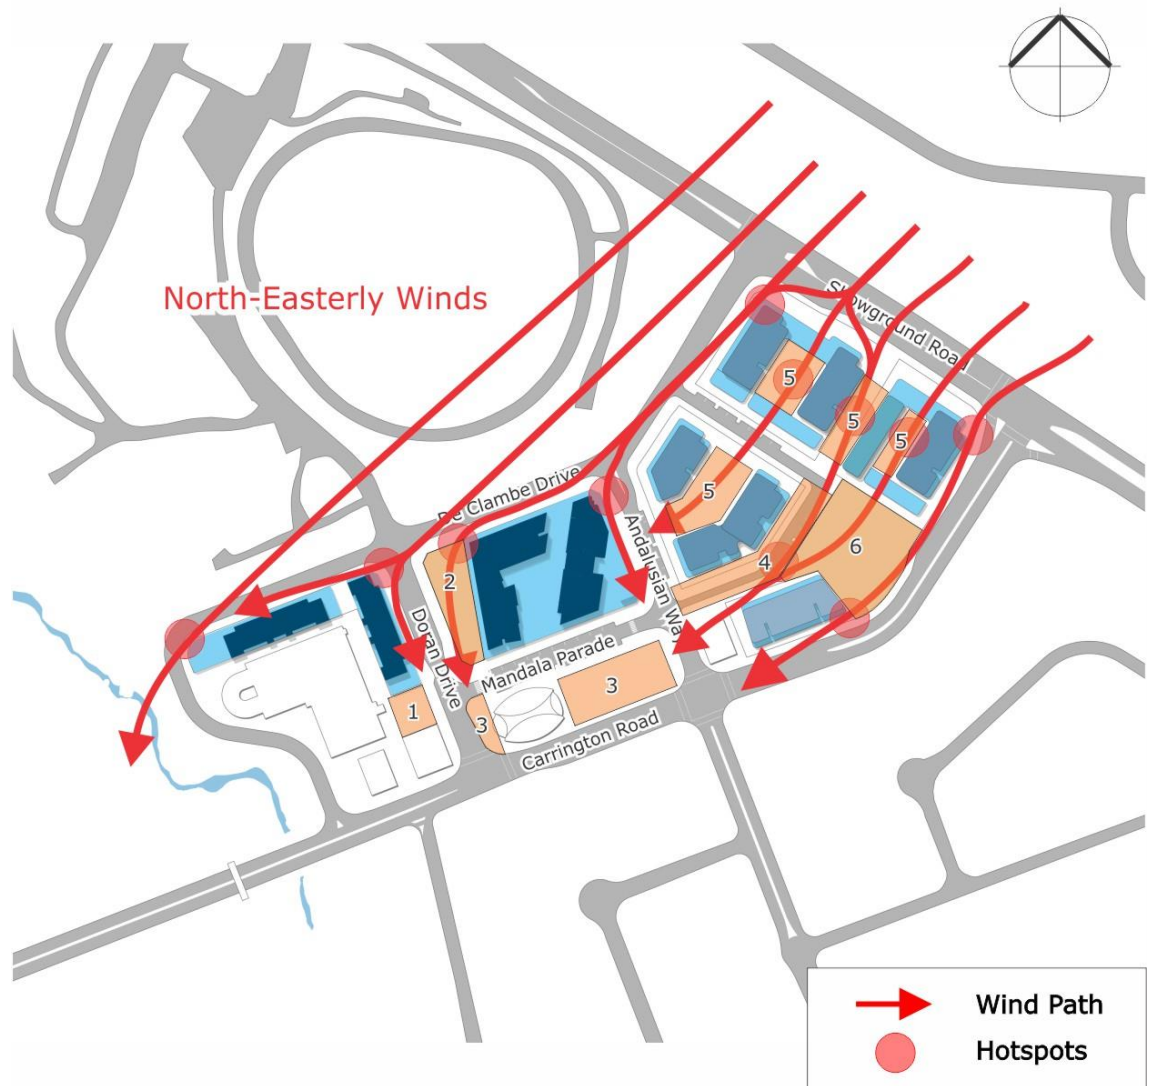 North-Easterly Winds
Showground Road
5
5
5
5
De Clambe Drive
Andalusian Way
6
4
2
Doran Drive
Mandala Parade
3
1
3
Carrington Road
Wind Path
Hotspots